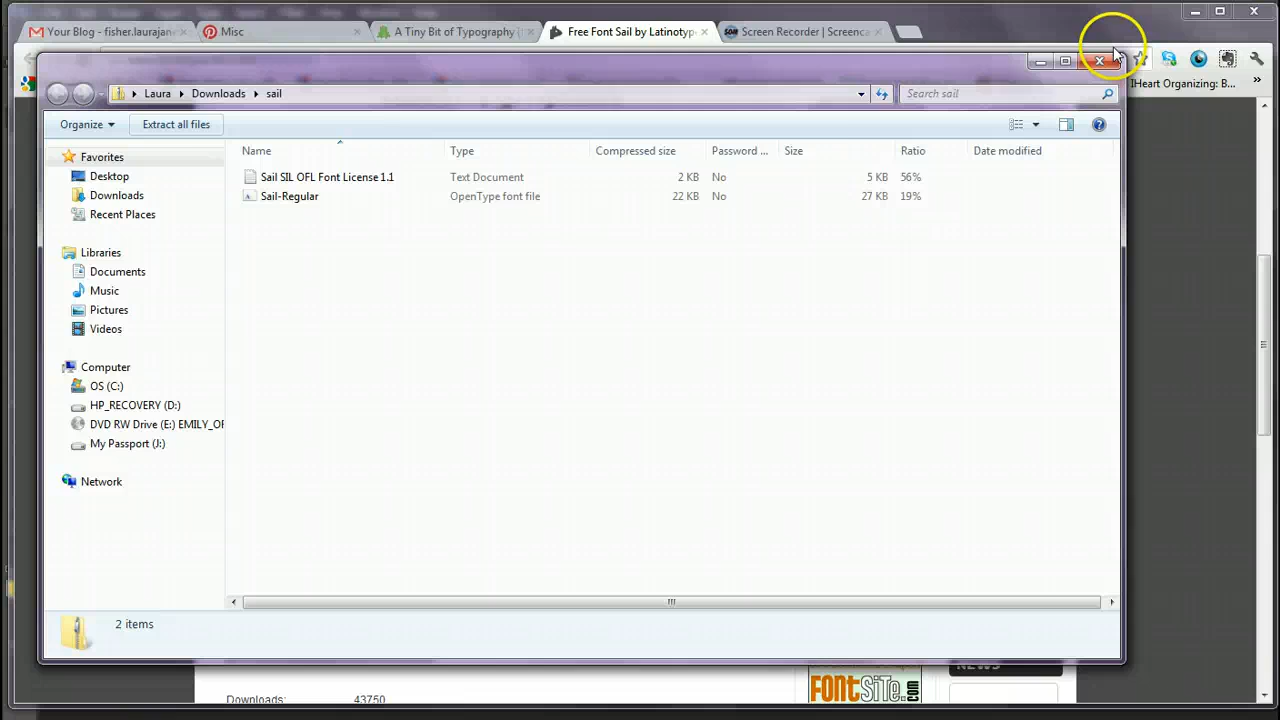 Your Blog - fisher.laurajan
Misc
A Tiny Bit of Typography |
Free Font Sail by Latinotype
Screen Recorder | Screenca
Laura Downloads sail
Search sail
IHeart Organizing: B...
»
Organize
Extract all files
Name Type Compressed size Password ... Size Ratio Date modified
Sail SIL OFL Font License 1.1 Text Document 2 KB No 5 KB 56%
Sail-Regular OpenType font file 22 KB No 27 KB 19%
Favorites
Desktop
Downloads
Recent Places
Libraries
Documents
Music
Pictures
Videos
Computer
OS (C:)
HP_RECOVERY (D:)
DVD RW Drive (E:) EMILY_OF
My Passport (J:)
Network
2 items
NEWS
Downloads: 43750
FONTSITE.com